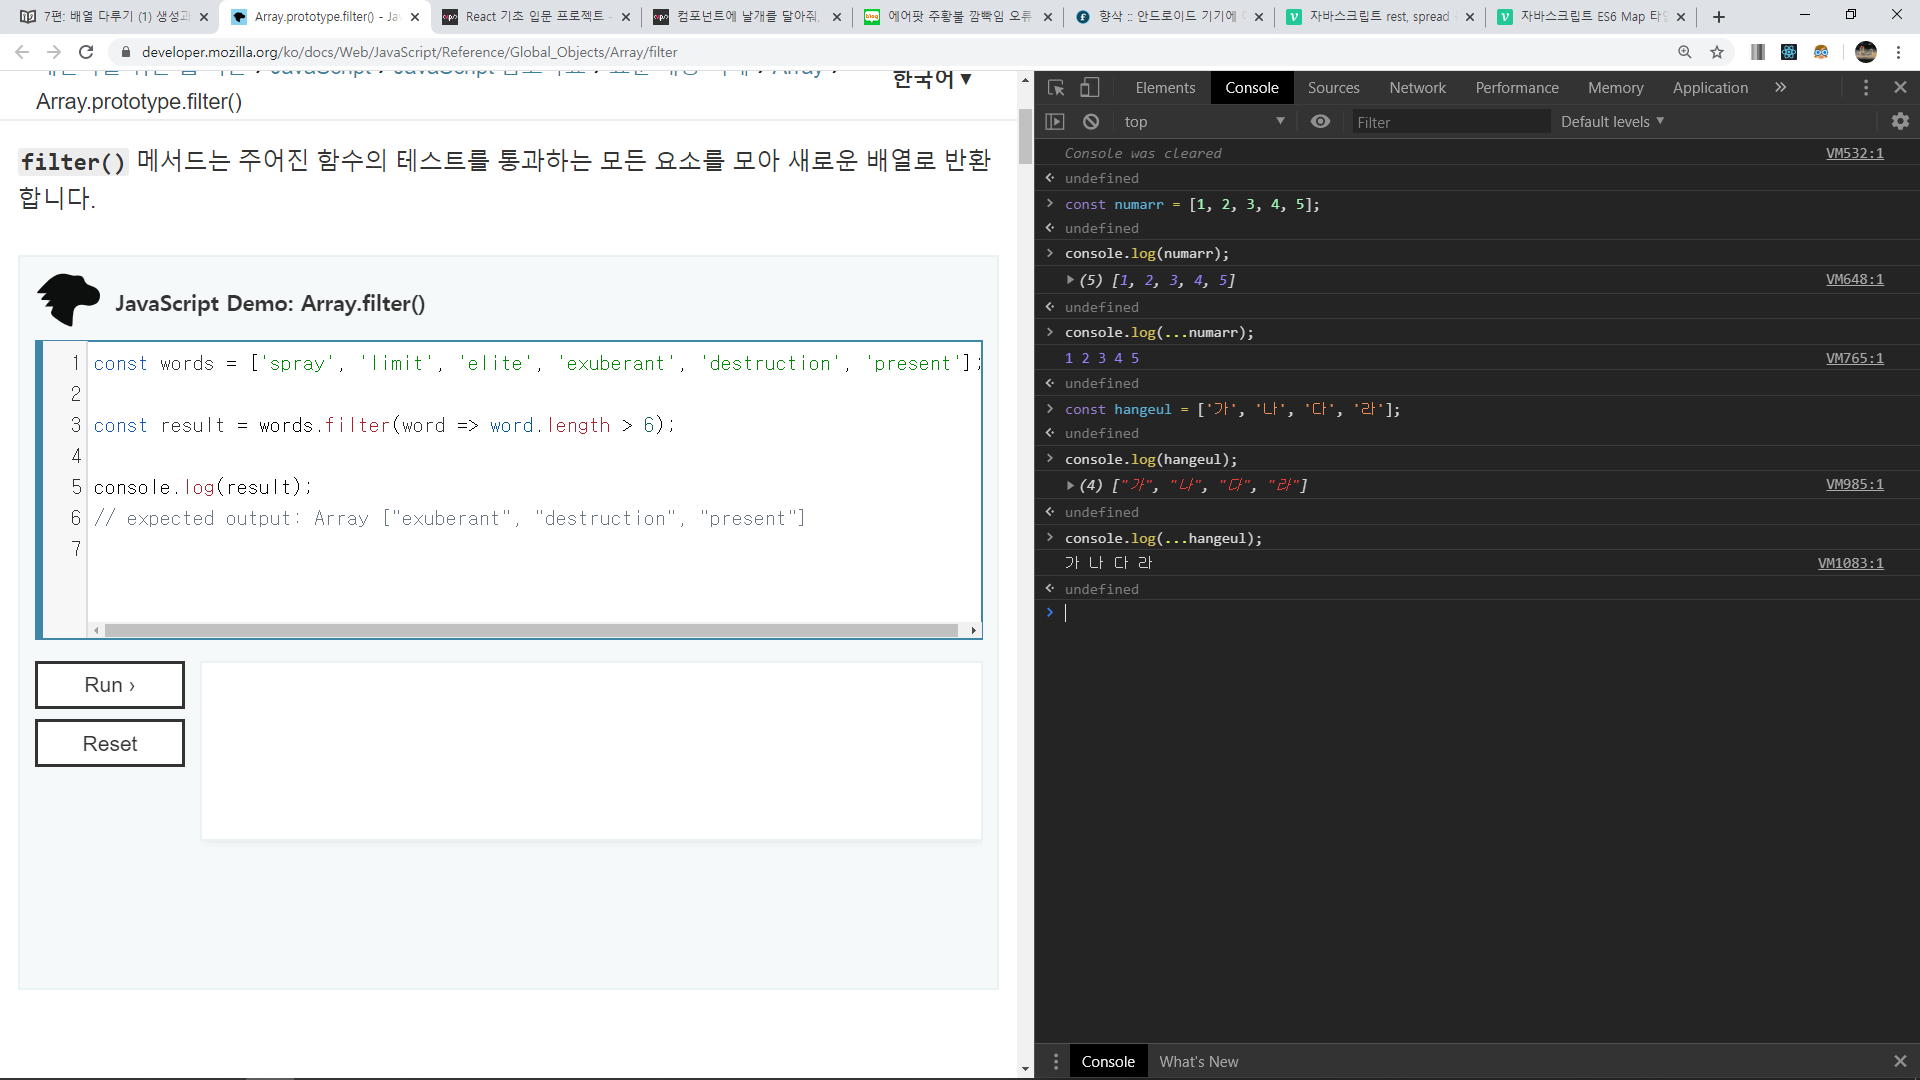 7편: 배열 다루기 (1) 생성과
Array.prototype.filter() - Ja
React 기초 입문 프로젝트
컴포넌트에 날개를 달아줘,
에어팟 주황불 깜빡임 오류
향삭 :: 안드로이드 기기에
자바스크립트 rest, spread
자바스크립트 ES6 Map 타
developer.mozilla.org/ko/docs/Web/JavaScript/Reference/Global_Objects/Array/filter
한국어 ▼
Array.prototype.filter()
filter() 메서드는 주어진 함수의 테스트를 통과하는 모든 요소를 모아 새로운 배열로 반환
합니다.
JavaScript Demo: Array.filter()
1 const words = ['spray', 'limit', 'elite', 'exuberant', 'destruction', 'present'];
2
3 const result = words.filter(word => word.length > 6);
4
5 console.log(result);
6 // expected output: Array ["exuberant", "destruction", "present"]
7
Run ›
Reset
Elements Console Sources Network Performance Memory Application »
top Filter Default levels ▼
Console was cleared VM532:1
undefined
const numarr = [1, 2, 3, 4, 5];
undefined
console.log(numarr);
(5) [1, 2, 3, 4, 5] VM648:1
undefined
console.log(...numarr);
1 2 3 4 5 VM765:1
undefined
const hangeul = ['가', '나', '다', '라'];
undefined
console.log(hangeul);
(4) ["가", "나", "다", "라"] VM985:1
undefined
console.log(...hangeul);
가 나 다 라 VM1083:1
undefined
Console What's New